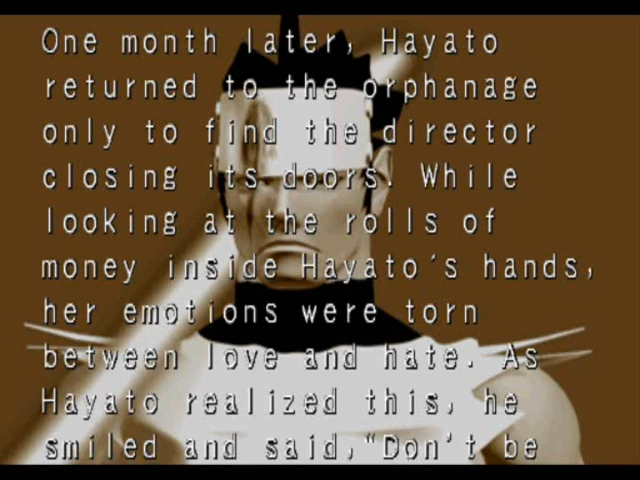 One month later, Hayato
returned to the orphanage
only to find the director
closing its doors. While
looking at the rolls of
money inside Hayato's hands,
her emotions were torn
between love and hate. As
Hayato realized this, he
smiled and said,"Don't be